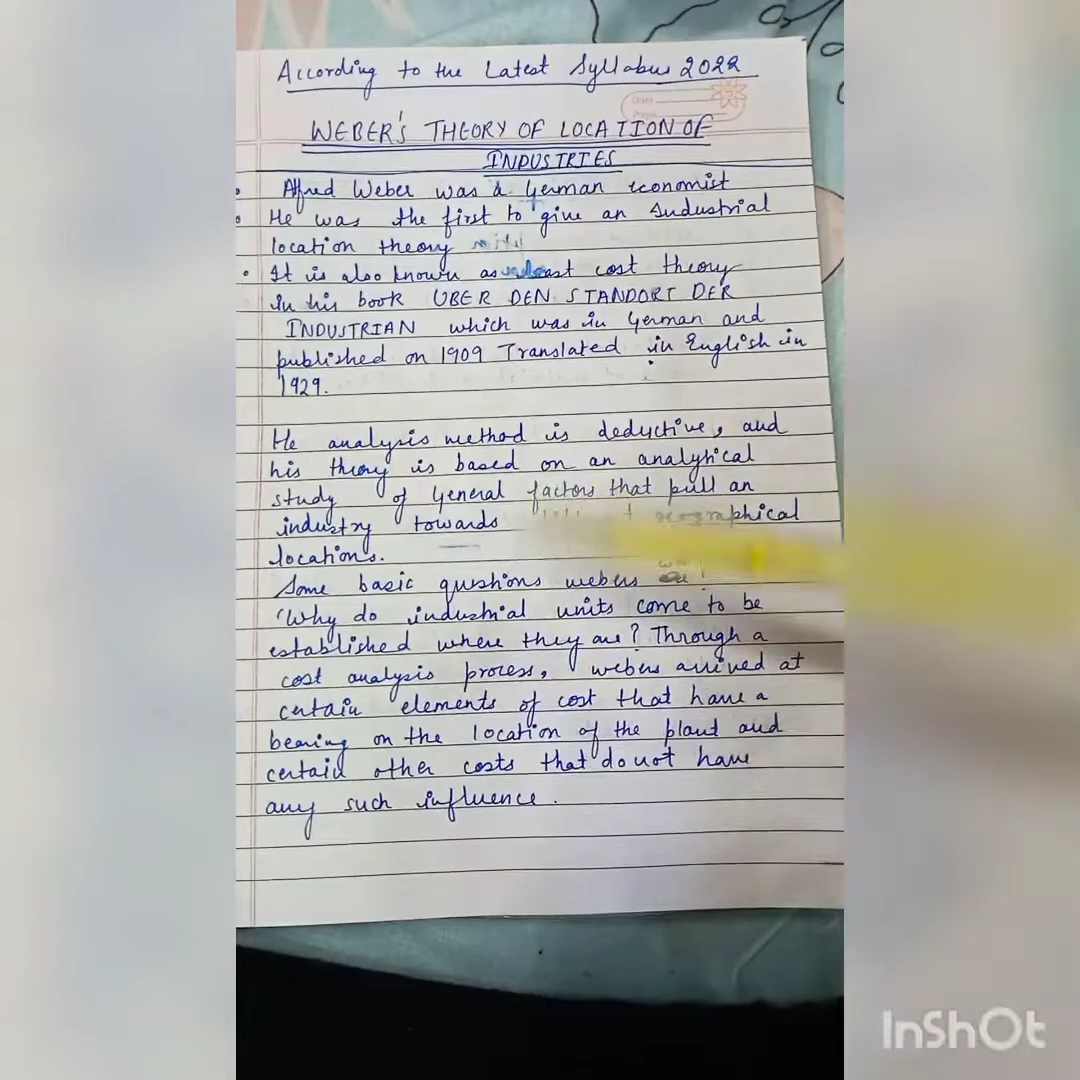 According to the Latest Syllabus 2022
Date
WEBER'S THEORY OF LOCATION OF
INDUSTRIES
Alfred Weber was a German economist
He was the first to give an Industrial
location theory
It is also known as least cost theory
In his book UBER DEN STANDORT DER
INDUSTRIAN which was in German and
published on 1909 Translated in English in
1929.
He analysis method is deductive, and
his theory is based on an analytical
study of General factors that pull an
industry towards geographical
locations.
Some basic questions webers
'Why do industrial units come to be
established where they are? Through a
cost analysis process, webers arrived at
certain elements of cost that have a
bearing on the location of the plant and
certain other costs that do not have
any such influence.
InShOt